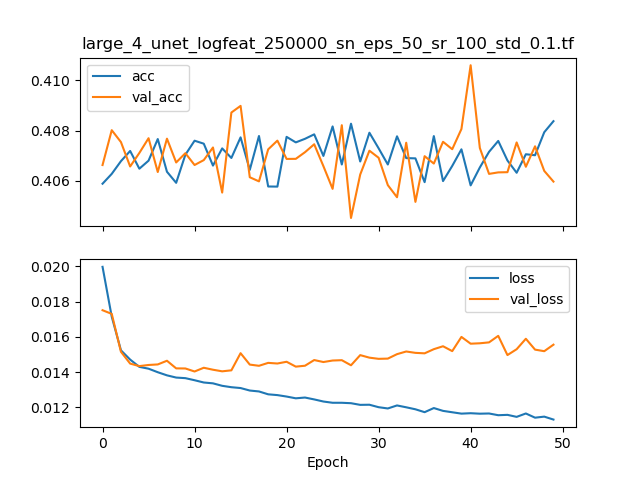 large_4_unet_logfeat_250000_sn_eps_50_sr_100_std_0.1.tf
0.410
0.408
0.406
acc
val_acc
0.020
0.018
0.016
0.014
0.012
loss
val_loss
0 10 20 30 40 50
Epoch